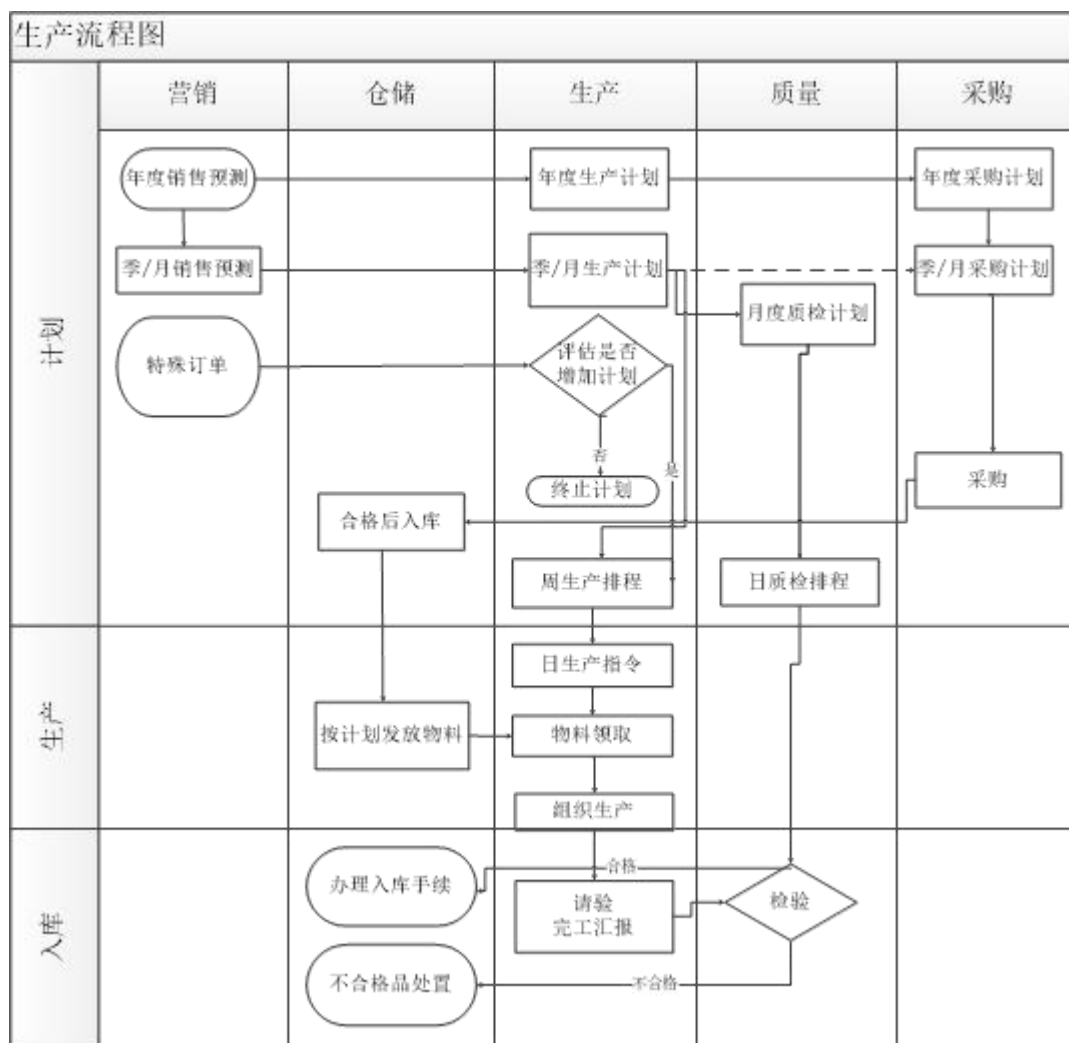 生产流程图
营销
仓储
生产
质量
采购
计划
年度销售预测
年度生产计划
年度采购计划
季/月销售预测
季/月生产计划
季/月采购计划
月度质检计划
特殊订单
评估是否
增加计划
否
是
终止计划
采购
合格后入库
周生产排程
日质检排程
生产
日生产指令
按计划发放物料
物料领取
组织生产
入库
合格
办理入库手续
请验
完工汇报
检验
不合格品处置
不合格